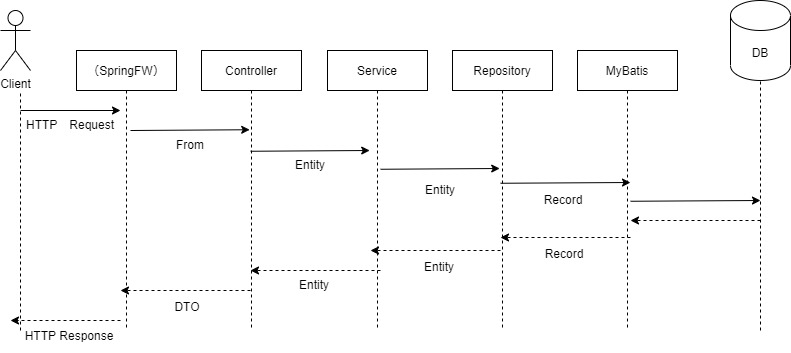 DB
(SpringFW)
Controller
Service
Repository
MyBatis
Client
HTTP Request
From
Entity
Entity
Record
Record
Entity
Entity
DTO
HTTP Response